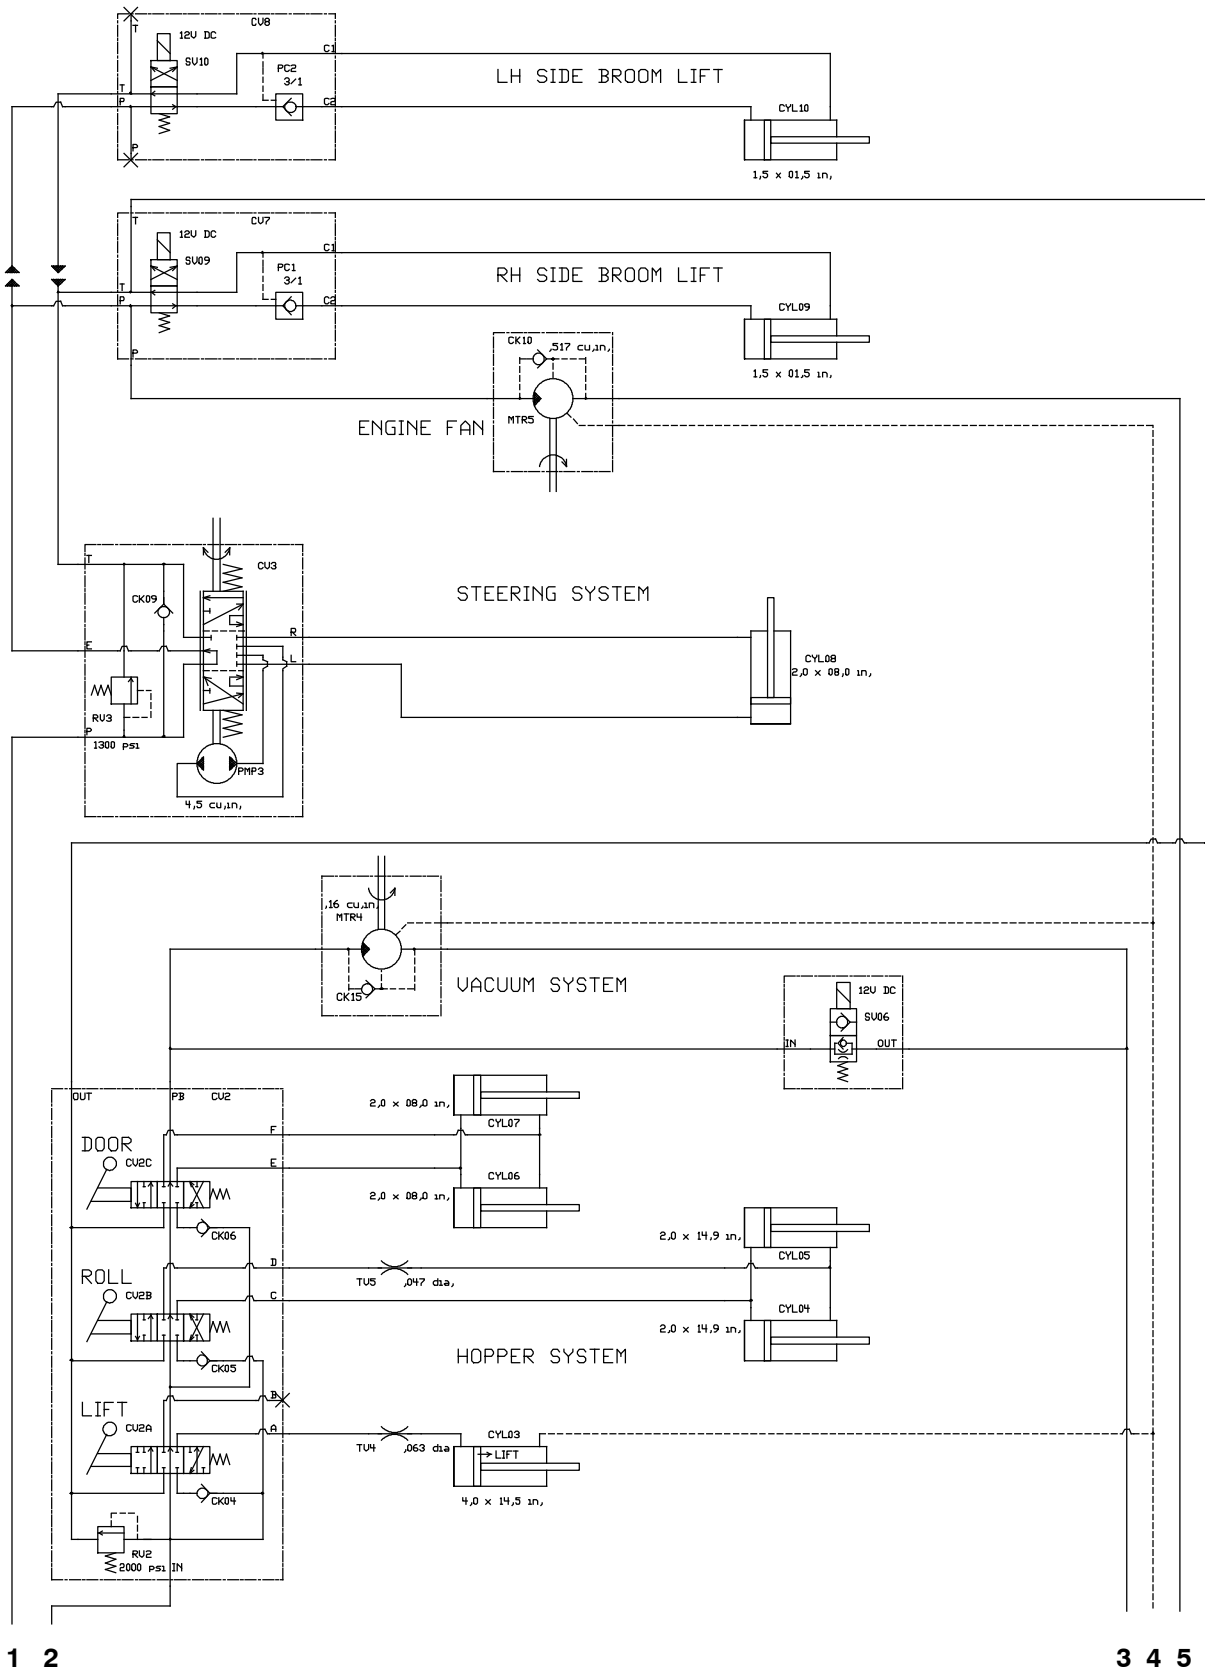 CV8
T
12V DC
SV10
C1
PC2
3/1
LH SIDE BROOM LIFT
T
P
C2
CYL10
P
1,5 x 01,5 in,
T
CV7
12V DC
SV09
C1
PC1
3/1
RH SIDE BROOM LIFT
T
P
C2
CYL09
P
CK10
,517 cu,in,
1,5 x 01,5 in,
MTR5
ENGINE FAN
T
CV3
CK09
STEERING SYSTEM
R
E
L
CYL08
2,0 x 08,0 in,
RV3
P
1300 psi
PMP3
4,5 cu,in,
,16 cu,in,
MTR4
CK15
VACUUM SYSTEM
12V DC
SV06
IN
OUT
OUT
PB
CV2
2,0 x 08,0 in,
CYL07
F
DOOR
CV2C
E
CYL06
2,0 x 08,0 in,
CK06
2,0 x 14,9 in,
CYL05
D
ROLL
TV5
,047 dia,
CV2B
C
CYL04
2,0 x 14,9 in,
CK05
HOPPER SYSTEM
B
LIFT
CV2A
A
CYL03
TV4
,063 dia
LIFT
CK04
4,0 x 14,5 in,
RV2
2000 psi
IN
1 2 3 4 5